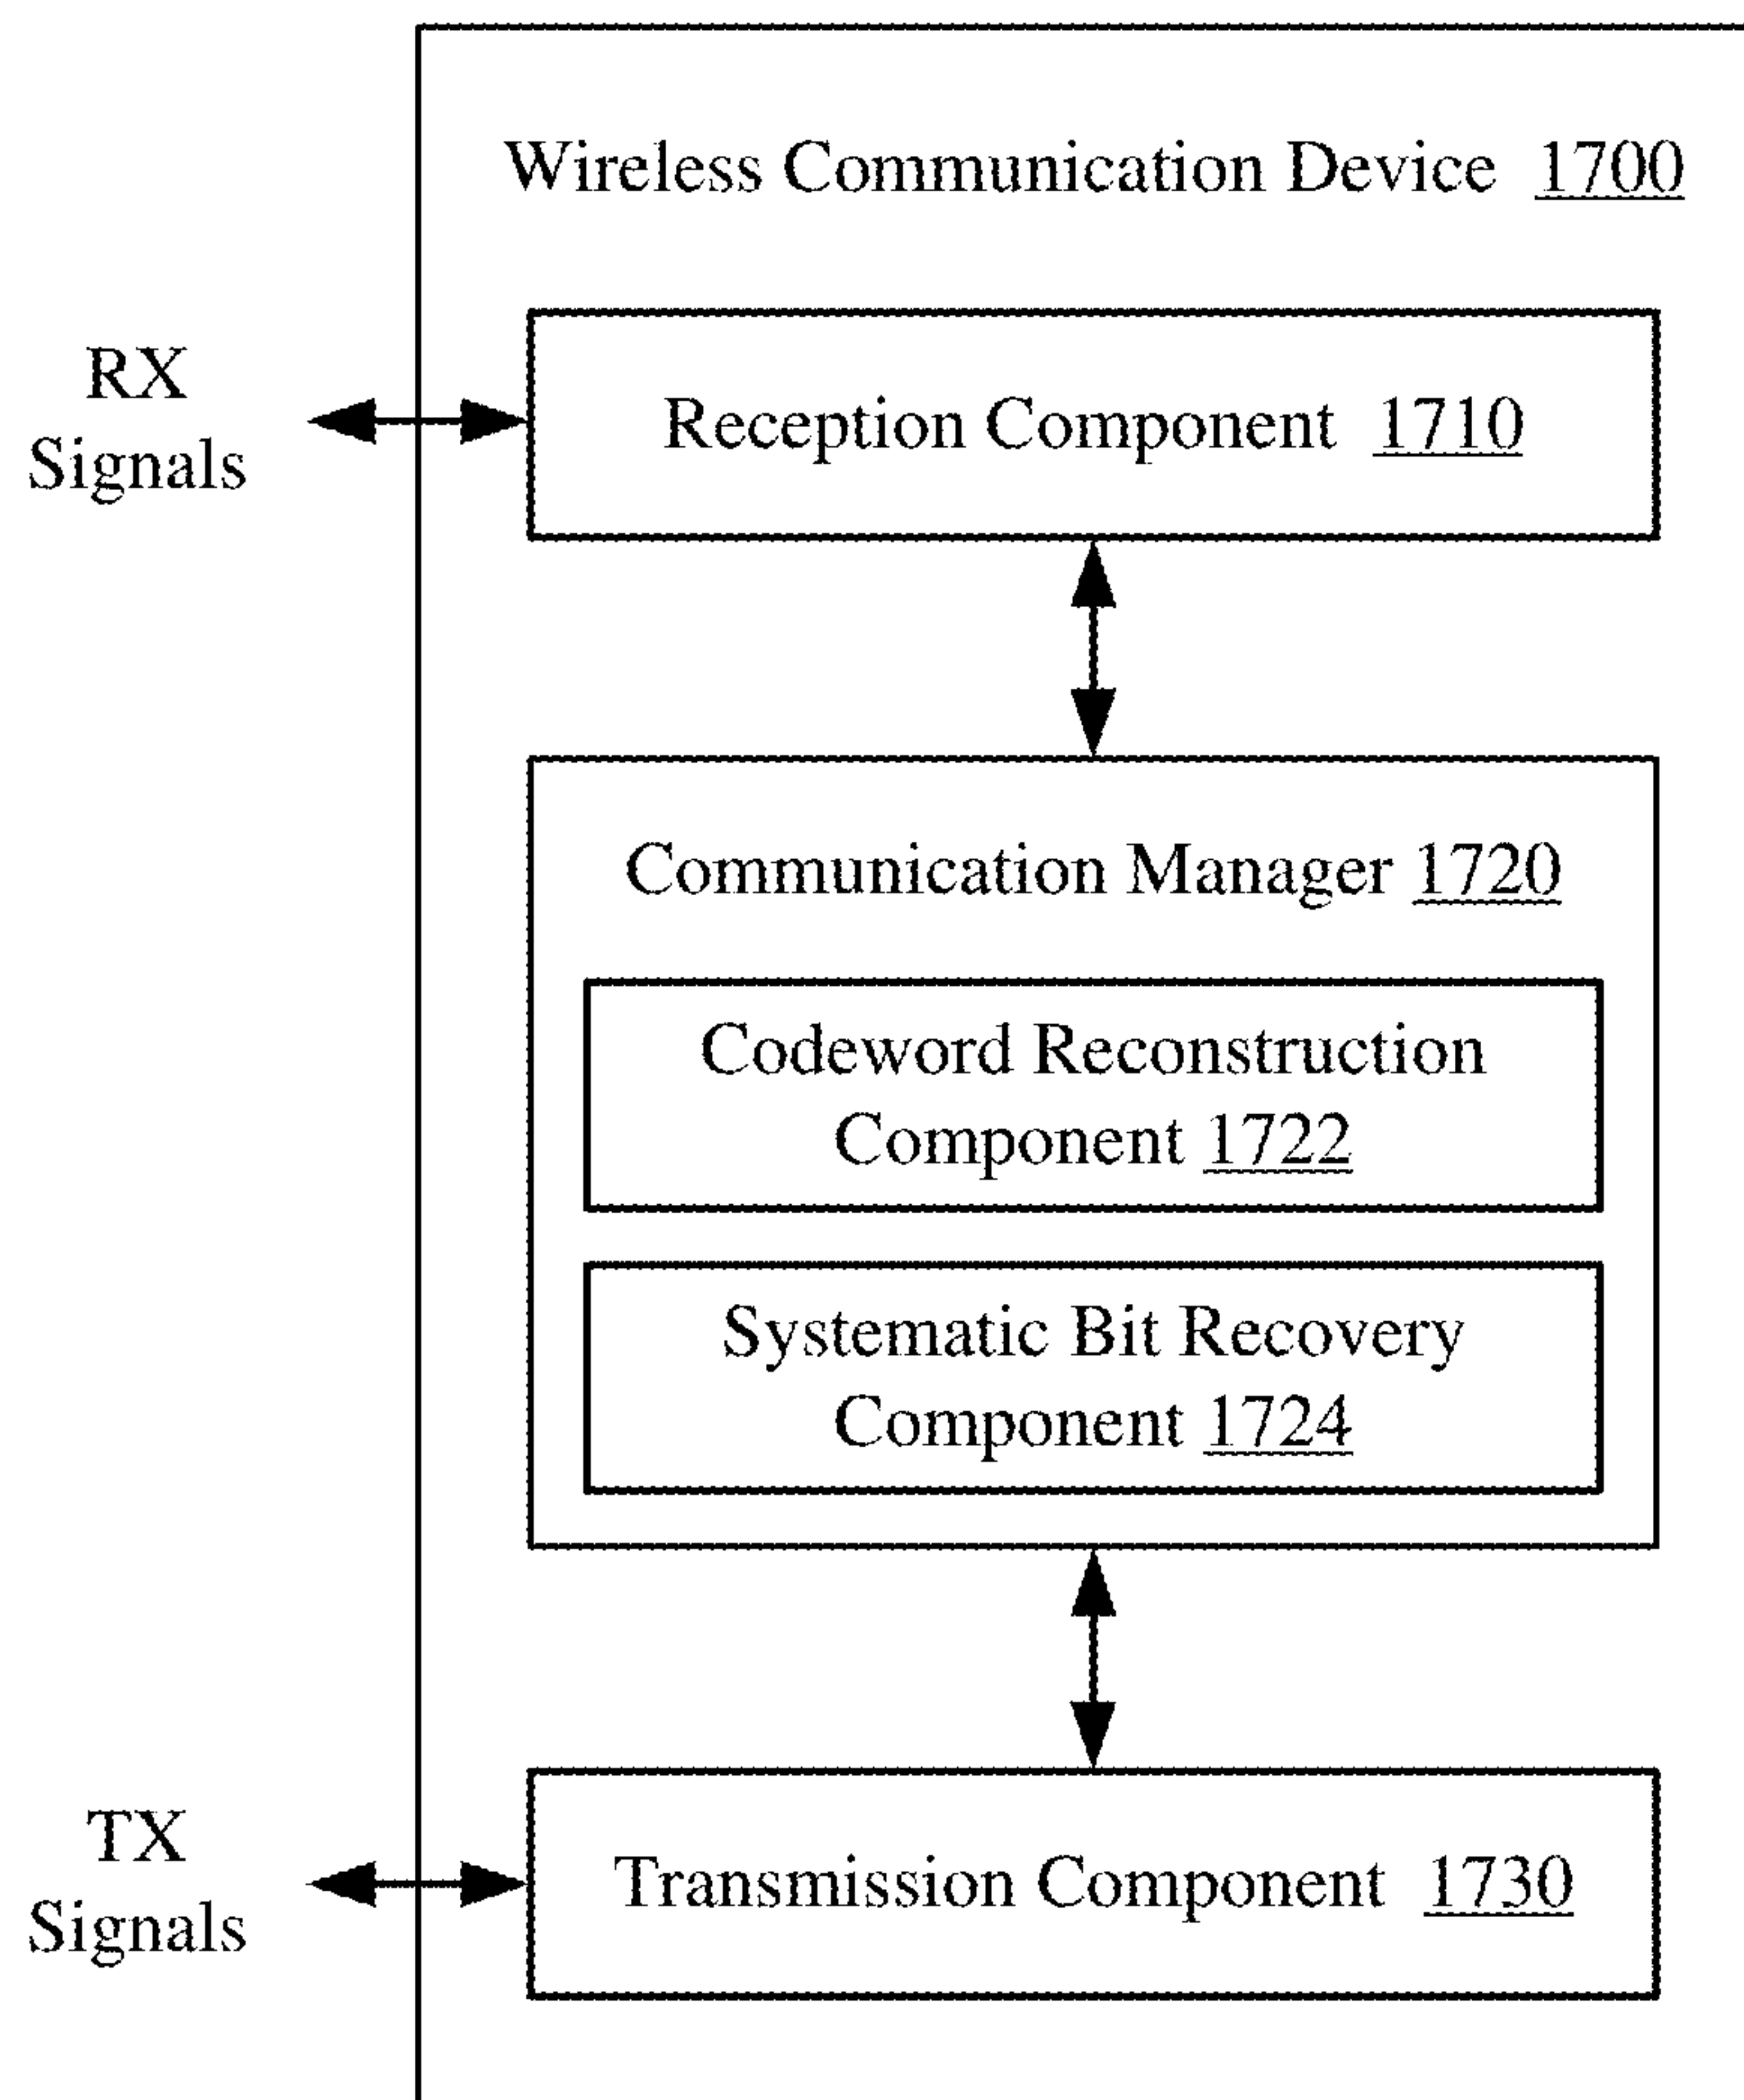 Wireless Communication Device 1700
RX
Signals
Reception Component 1710
Communication Manager 1720
Codeword Reconstruction
Component 1722
Systematic Bit Recovery
Component 1724
TX
Signals
Transmission Component 1730